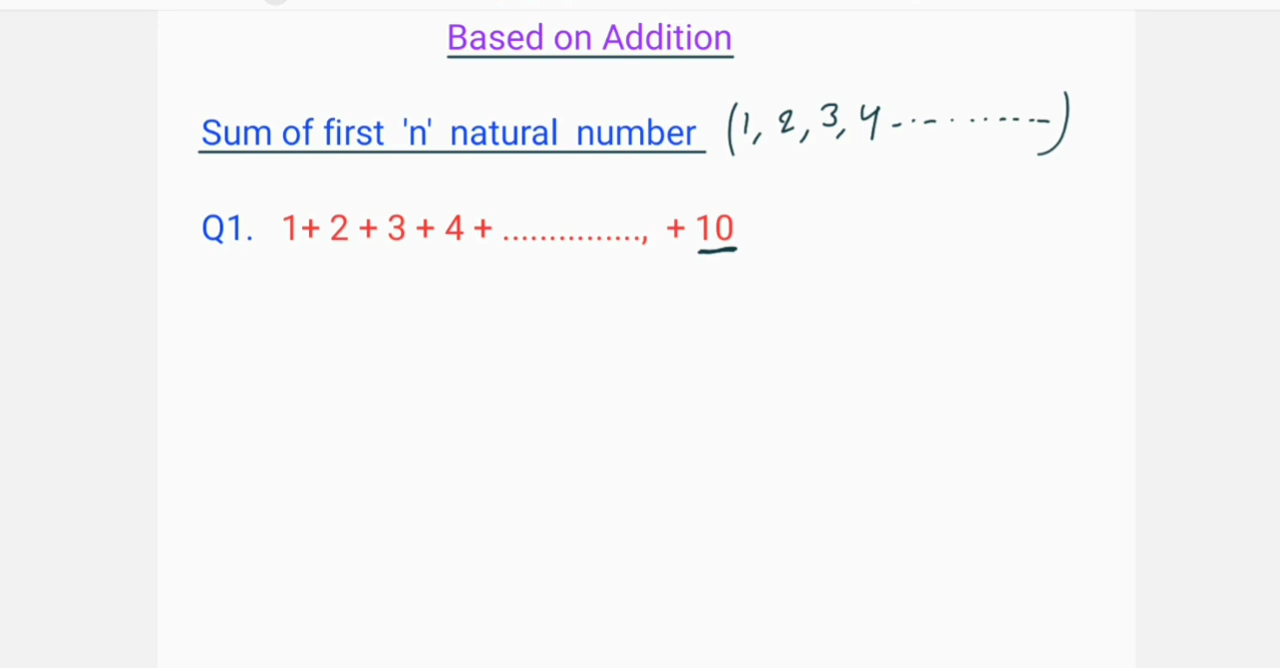 Based on Addition
Sum of first 'n' natural number (1, 2, 3, 4 -..-.....---)
Q1. 1+ 2 + 3 + 4 + ..............., + 10